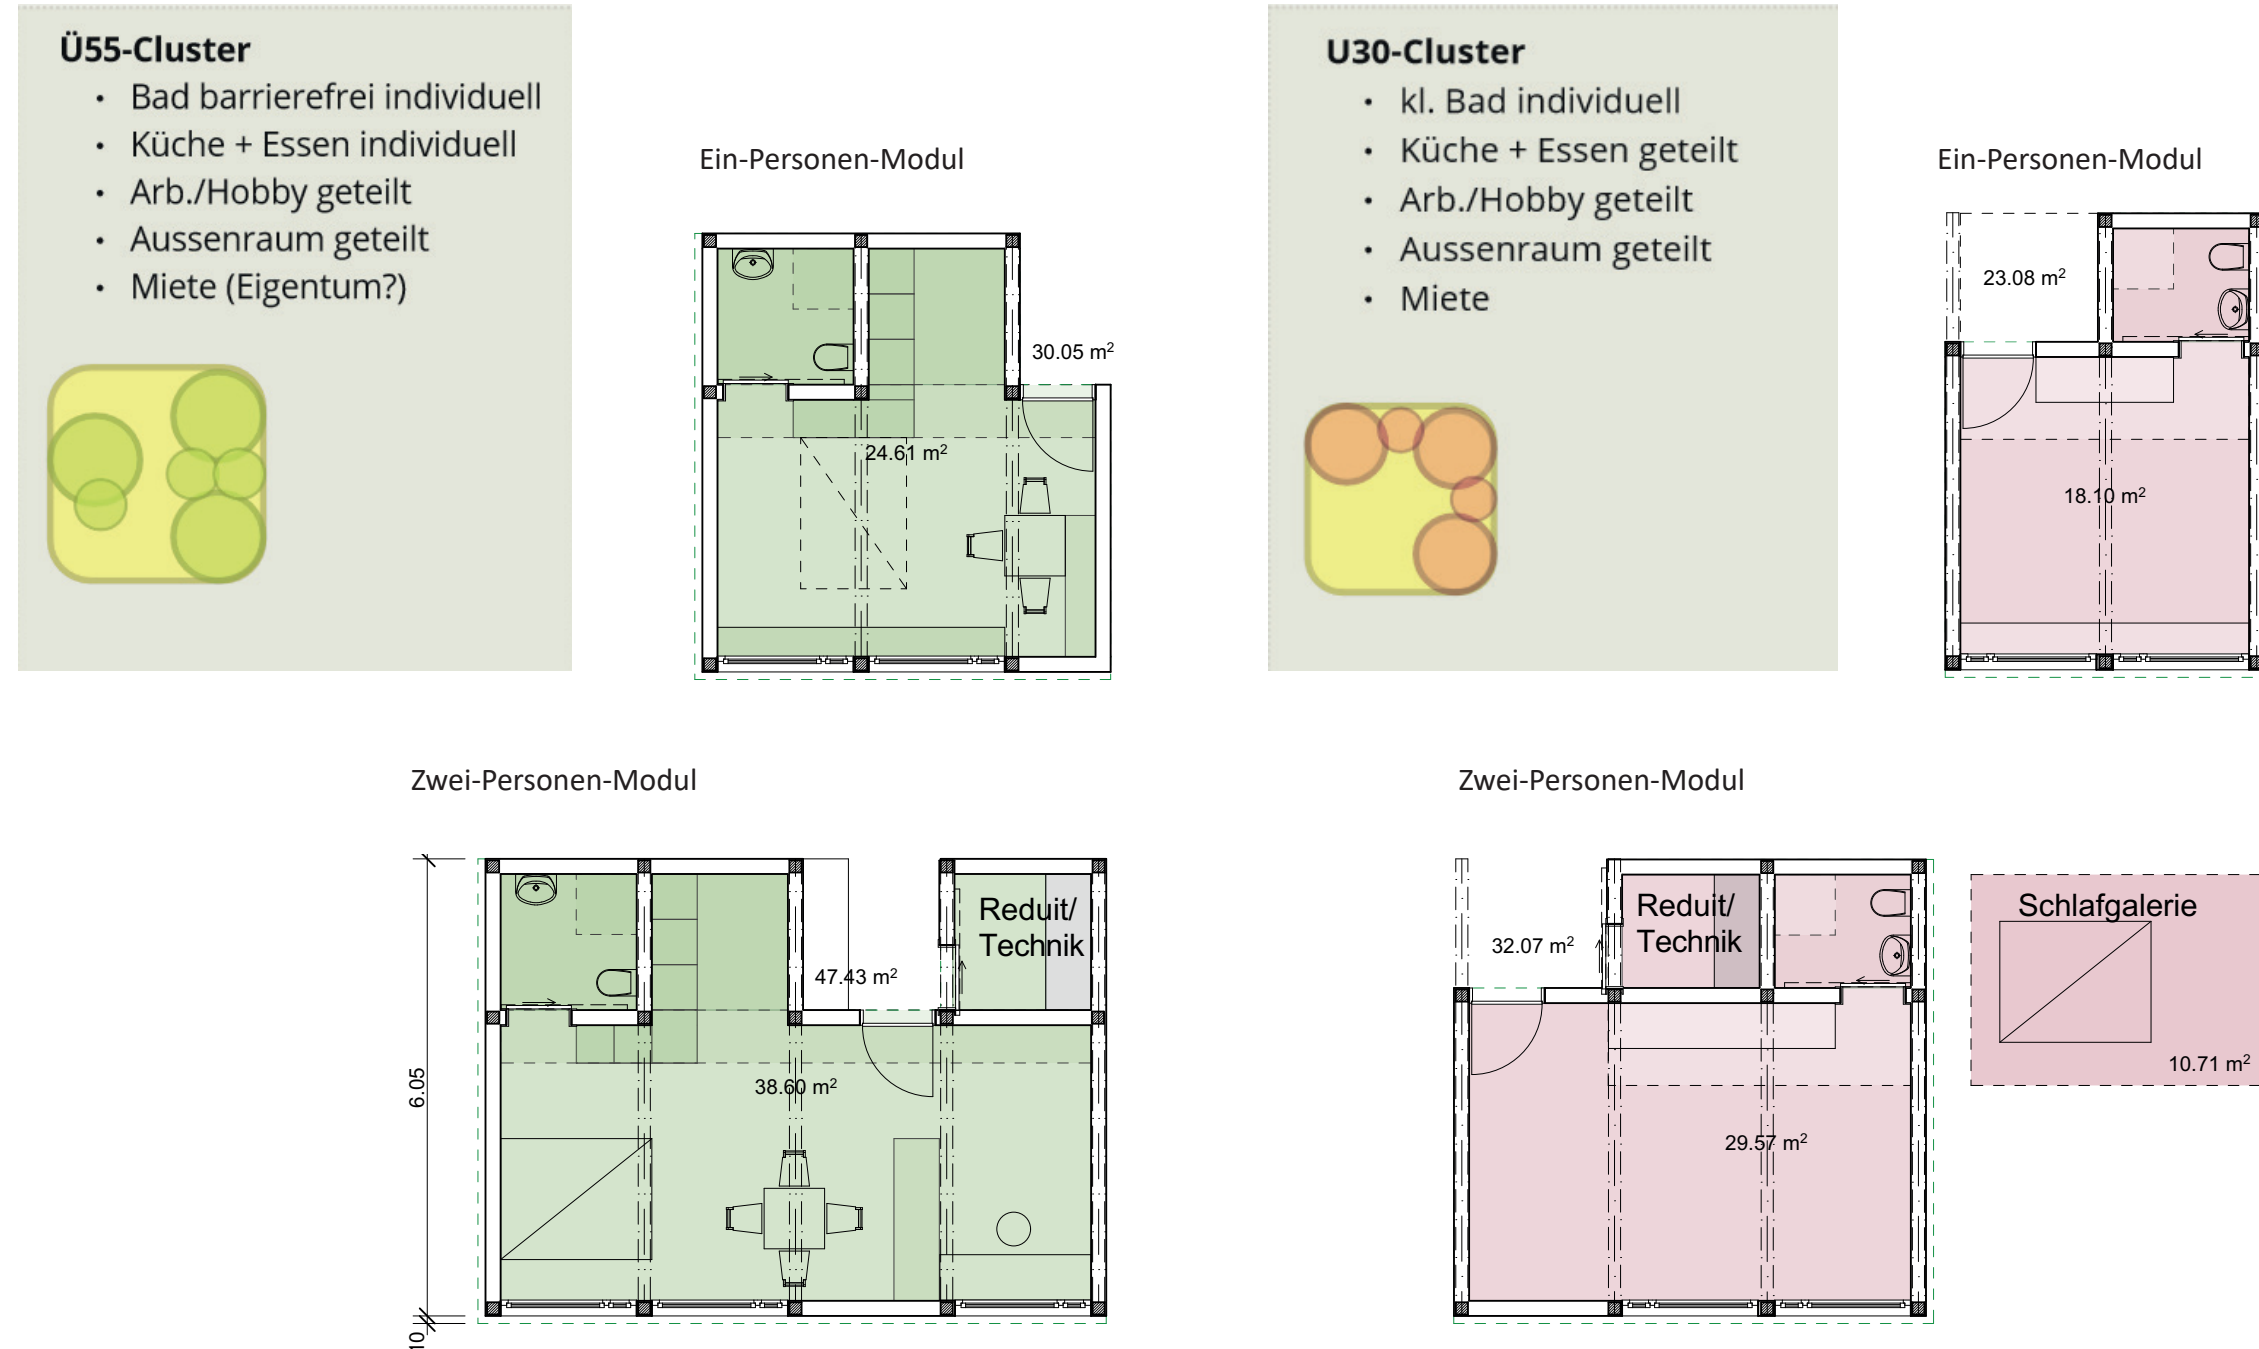 Ü55-Cluster
• Bad barrierefrei individuell
• Küche + Essen individuell
• Arb./Hobby geteilt
• Aussenraum geteilt
• Miete (Eigentum?)
Ein-Personen-Modul
30.05 m²
24.61 m²
U30-Cluster
• kl. Bad individuell
• Küche + Essen geteilt
• Arb./Hobby geteilt
• Aussenraum geteilt
• Miete
Ein-Personen-Modul
23.08 m²
18.10 m²
Zwei-Personen-Modul
6.05
10
Reduit/
Technik
47.43 m²
38.60 m²
Zwei-Personen-Modul
32.07 m²
Reduit/
Technik
29.57 m²
Schlafgalerie
10.71 m²